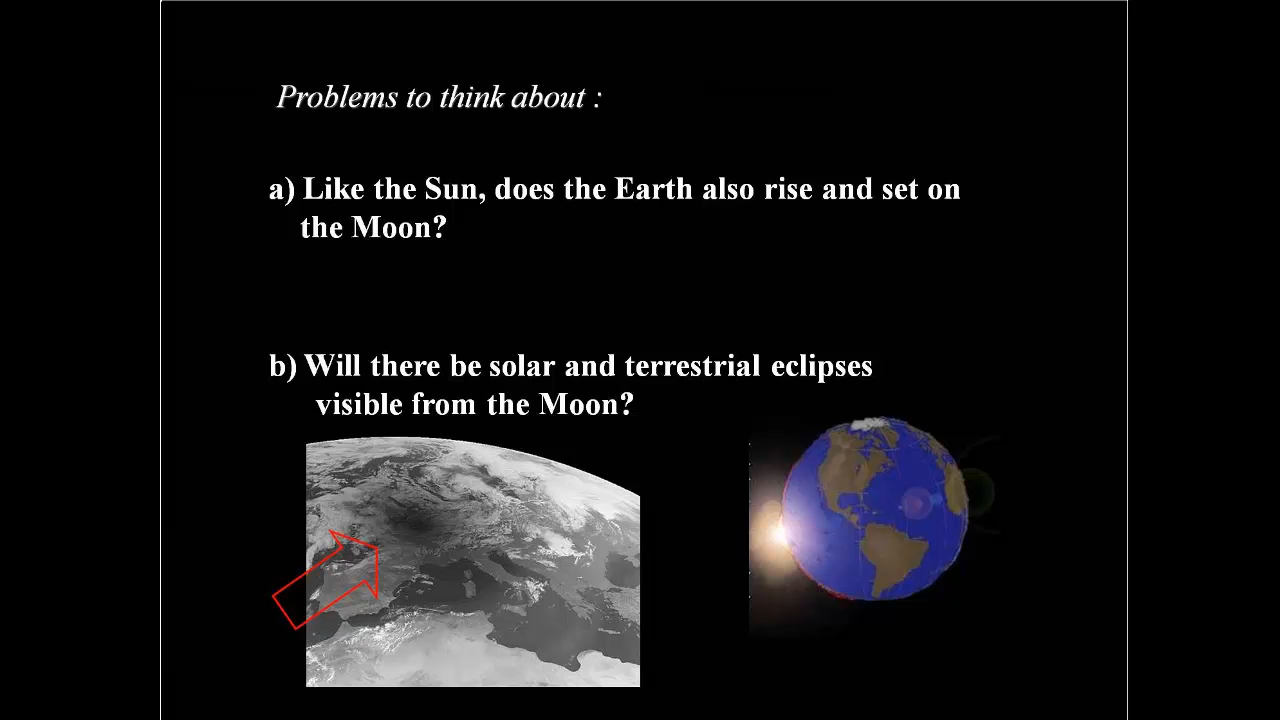 Problems to think about :
a) Like the Sun, does the Earth also rise and set on
the Moon?
b) Will there be solar and terrestrial eclipses
visible from the Moon?